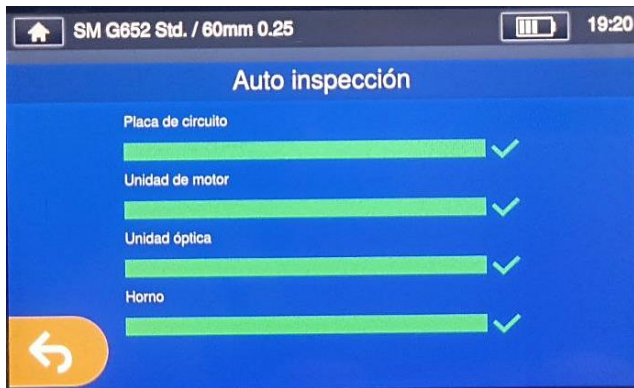 SM G652 Std. / 60mm 0.25 19:20
Auto inspección
Placa de circuito
Unidad de motor
Unidad óptica
Horno